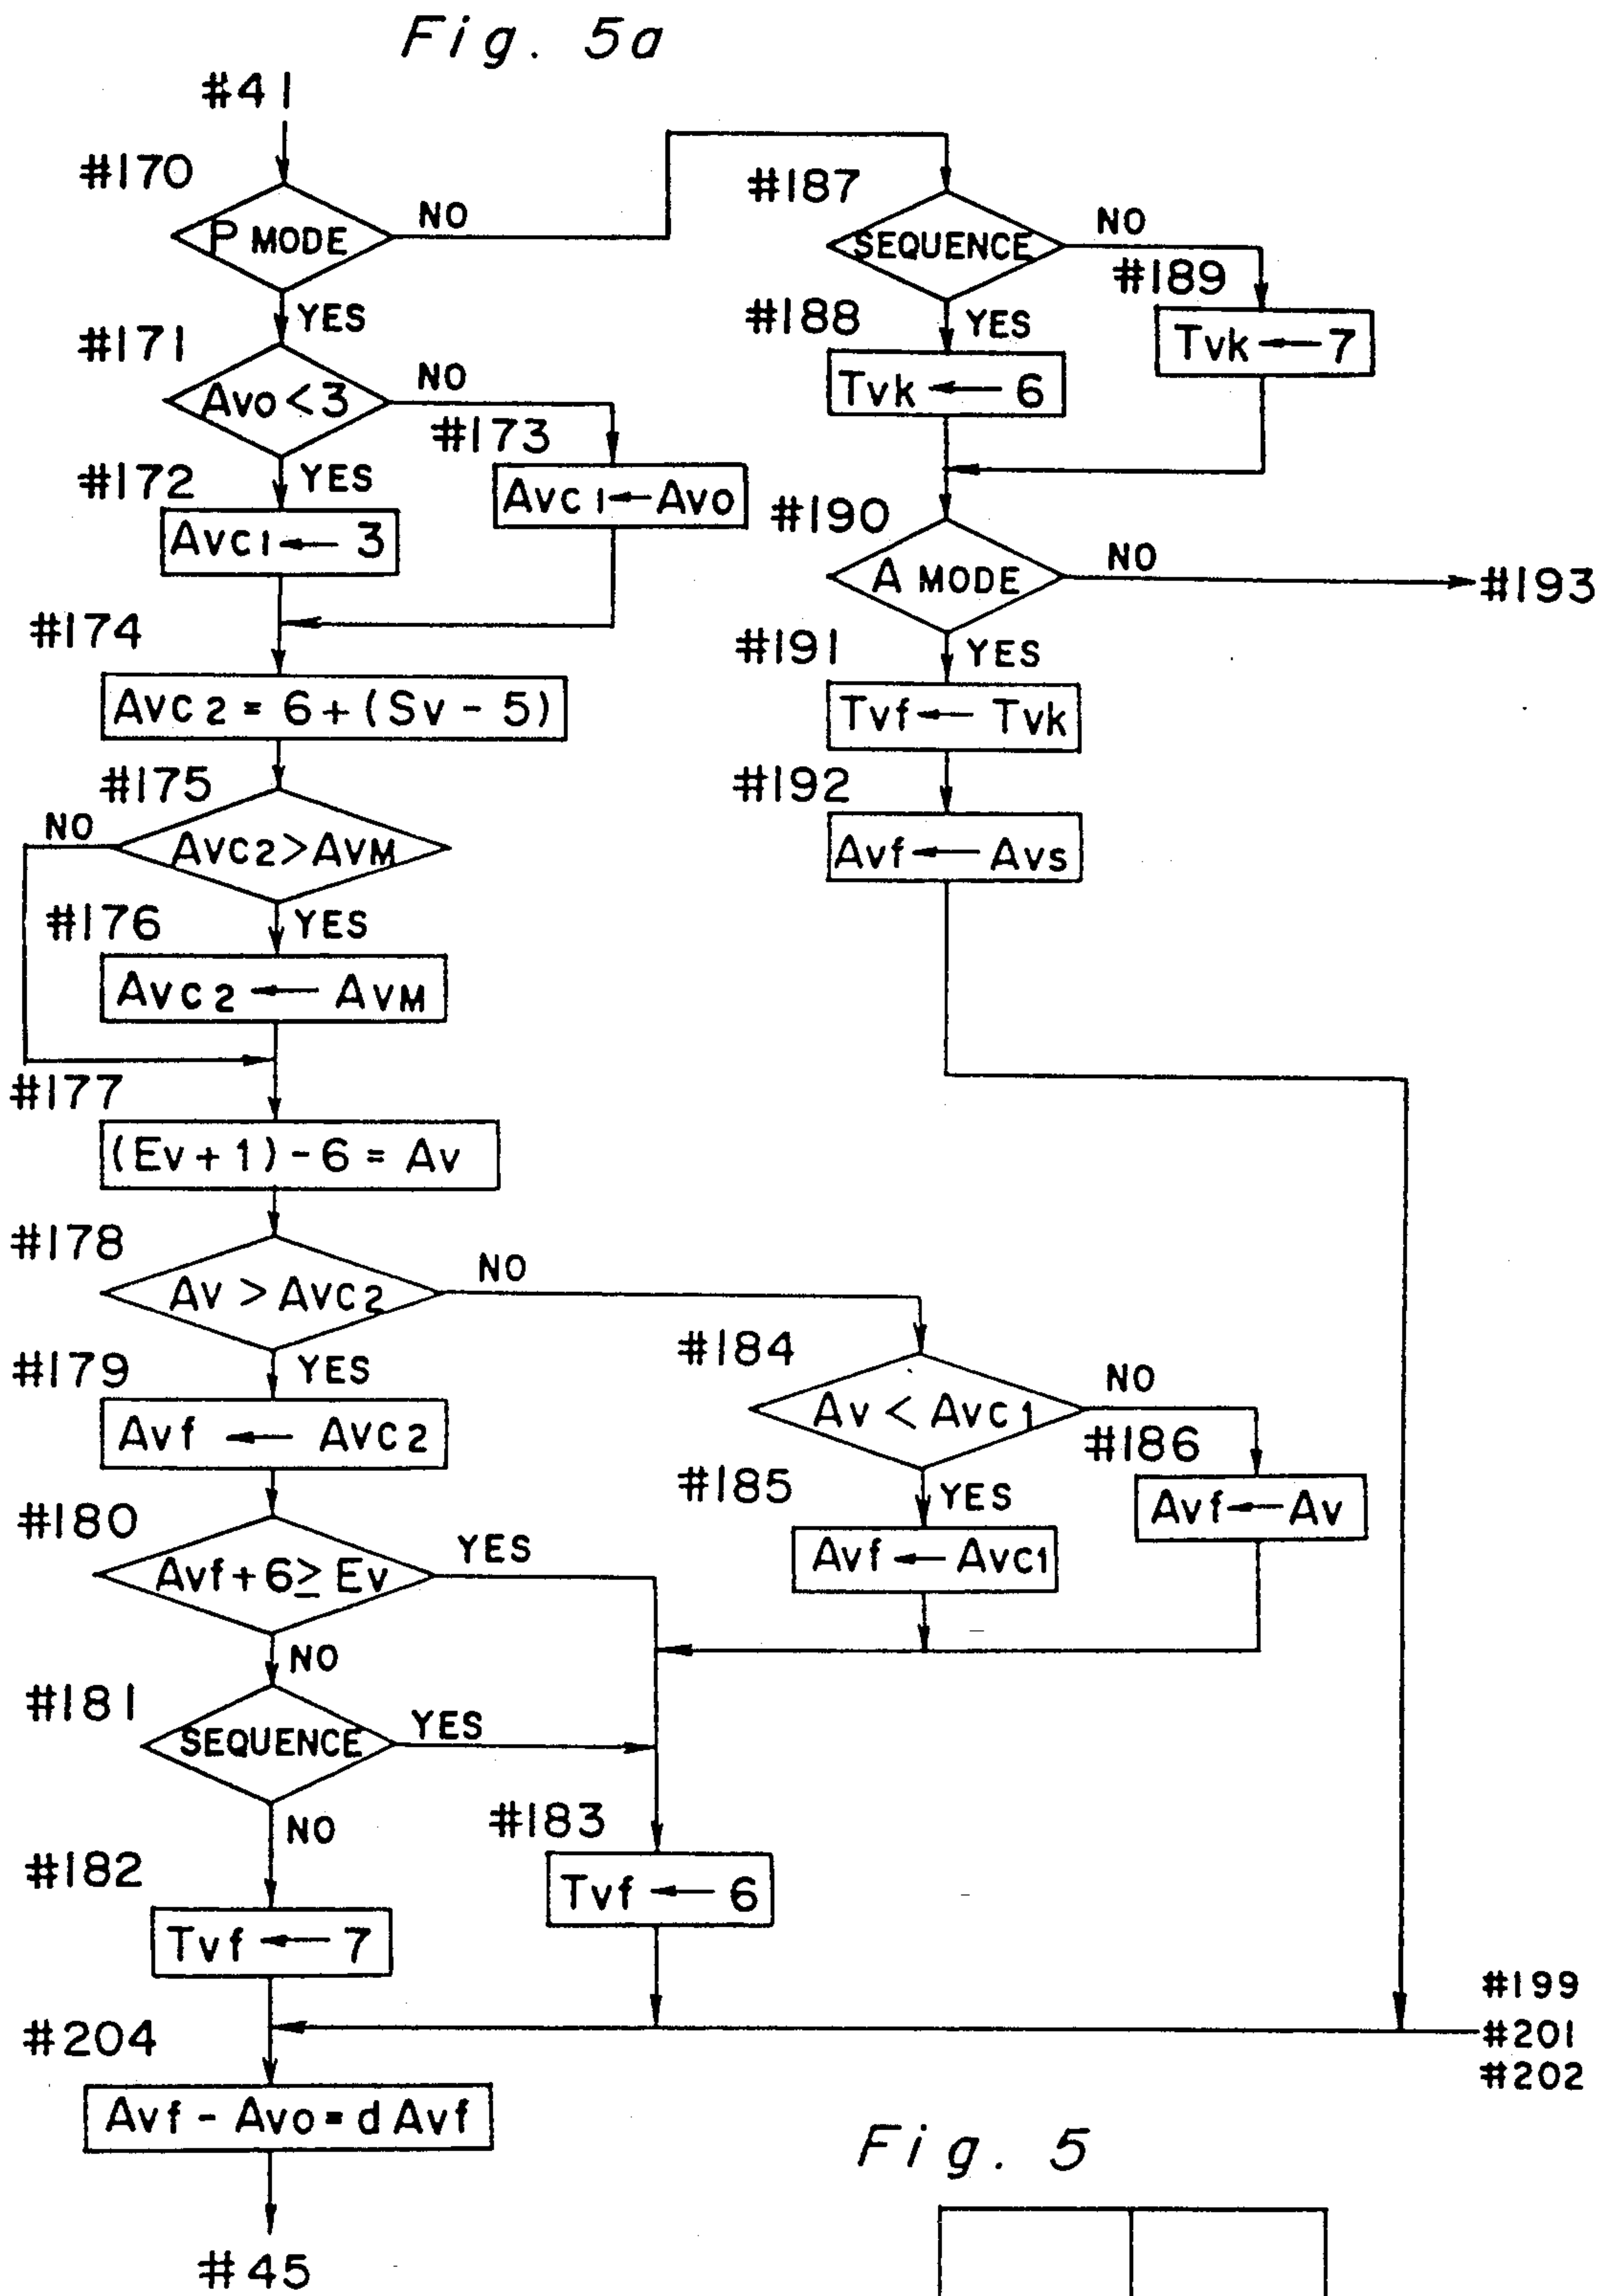 Fig. 5a
#41
#170
P MODE
NO
YES
#171
Avo < 3
NO
#173
Avc1 ← Avo
#172
YES
Avc1 ← 3
#174
Avc2 = 6 + (Sv - 5)
#175
NO
Avc2 > AvM
#176
YES
Avc2 ← AvM
#177
(Ev + 1) - 6 = Av
#178
Av > Avc2
NO
#179
YES
Avf ← Avc2
#180
Avf + 6 ≥ Ev
YES
NO
#181
SEQUENCE
YES
NO
#182
Tvf ← 7
#183
Tvf ← 6
#184
Av < Avc1
NO
#186
Avf ← Av
#185
YES
Avf ← Avc1
#187
SEQUENCE
NO
#189
Tvk ← 7
#188
YES
Tvk ← 6
#190
A MODE
NO
#193
#191
YES
Tvf ← Tvk
#192
Avf ← Avs
#199
#201
#202
#204
Avf - Avo = dAvf
#45
Fig. 5